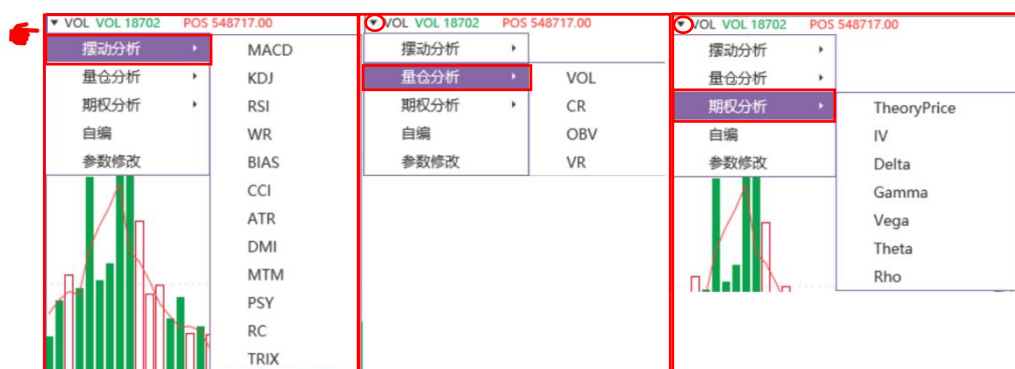 VOL VOL 18702 POS 548717.00
摆动分析
量仓分析
期权分析
自编
参数修改
MACD
KDJ
RSI
WR
BIAS
CCI
ATR
DMI
MTM
PSY
RC
TRIX
VOL VOL 18702 POS 548717.00
摆动分析
量仓分析
期权分析
自编
参数修改
VOL
CR
OBV
VR
VOL VOL 18702 POS 548717.00
摆动分析
量仓分析
期权分析
自编
参数修改
TheoryPrice
IV
Delta
Gamma
Vega
Theta
Rho